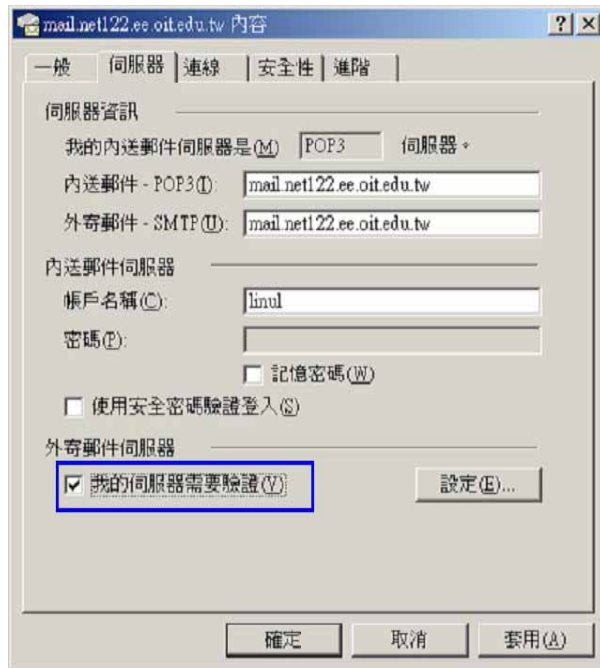 mail.net122.ee.oit.edu.tw 內容
一般 伺服器 連線 安全性 進階
伺服器資訊
我的內送郵件伺服器是(M) POP3 伺服器。
內送郵件 - POP3(I): mail.net122.ee.oit.edu.tw
外寄郵件 - SMTP(U): mail.net122.ee.oit.edu.tw
內送郵件伺服器
帳戶名稱(C): linul
密碼(P):
記憶密碼(W)
使用安全密碼驗證登入(S)
外寄郵件伺服器
我的伺服器需要驗證(V) 設定(E)...
確定 取消 套用(A)